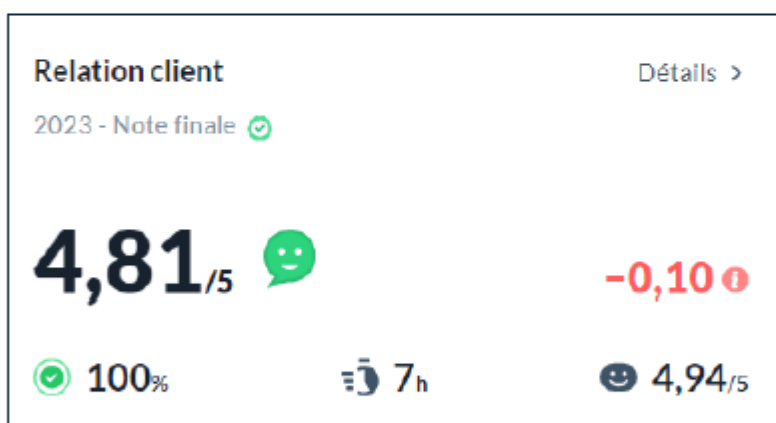 Relation client
Détails >
2023 - Note finale
4,81/5
-0,10
100%
7h
4,94/5